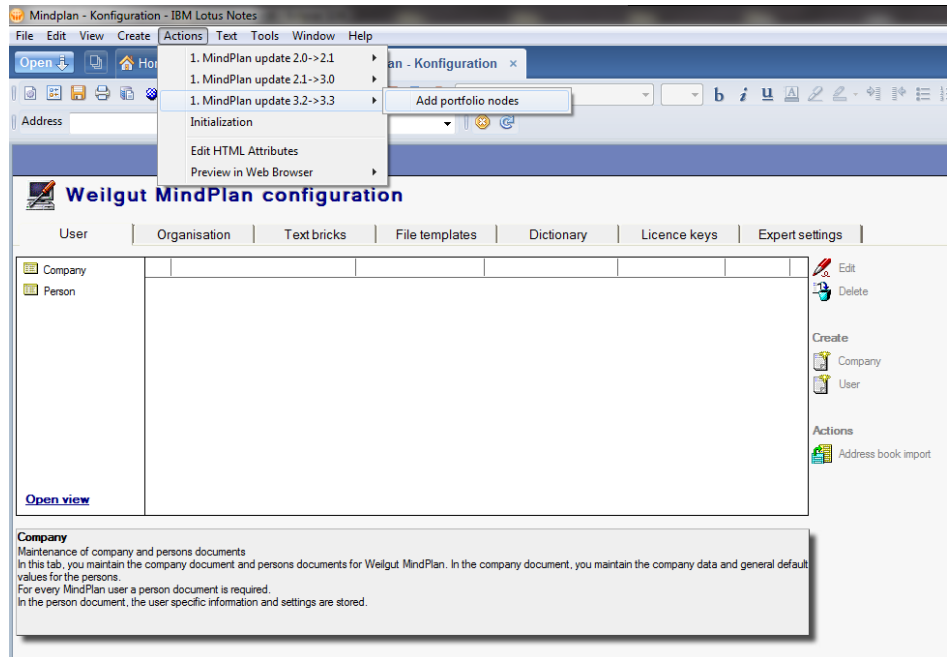 Mindplan - Konfiguration - IBM Lotus Notes
File Edit View Create Actions Text Tools Window Help
Open
1. MindPlan update 2.0->2.1
an - Konfiguration ×
1. MindPlan update 2.1->3.0
1. MindPlan update 3.2->3.3
Add portfolio nodes
b i u A
Address
Initialization
Edit HTML Attributes
Preview in Web Browser
Weilgut MindPlan configuration
User Organisation Text bricks File templates Dictionary Licence keys Expert settings
Company
Person
Edit
Delete
Create
Company
User
Actions
Address book import
Open view
Company
Maintenance of company and persons documents
In this tab, you maintain the company document and persons documents for Weilgut MindPlan. In the company document, you maintain the company data and general default
values for the persons.
For every MindPlan user a person document is required.
In the person document, the user specific information and settings are stored.